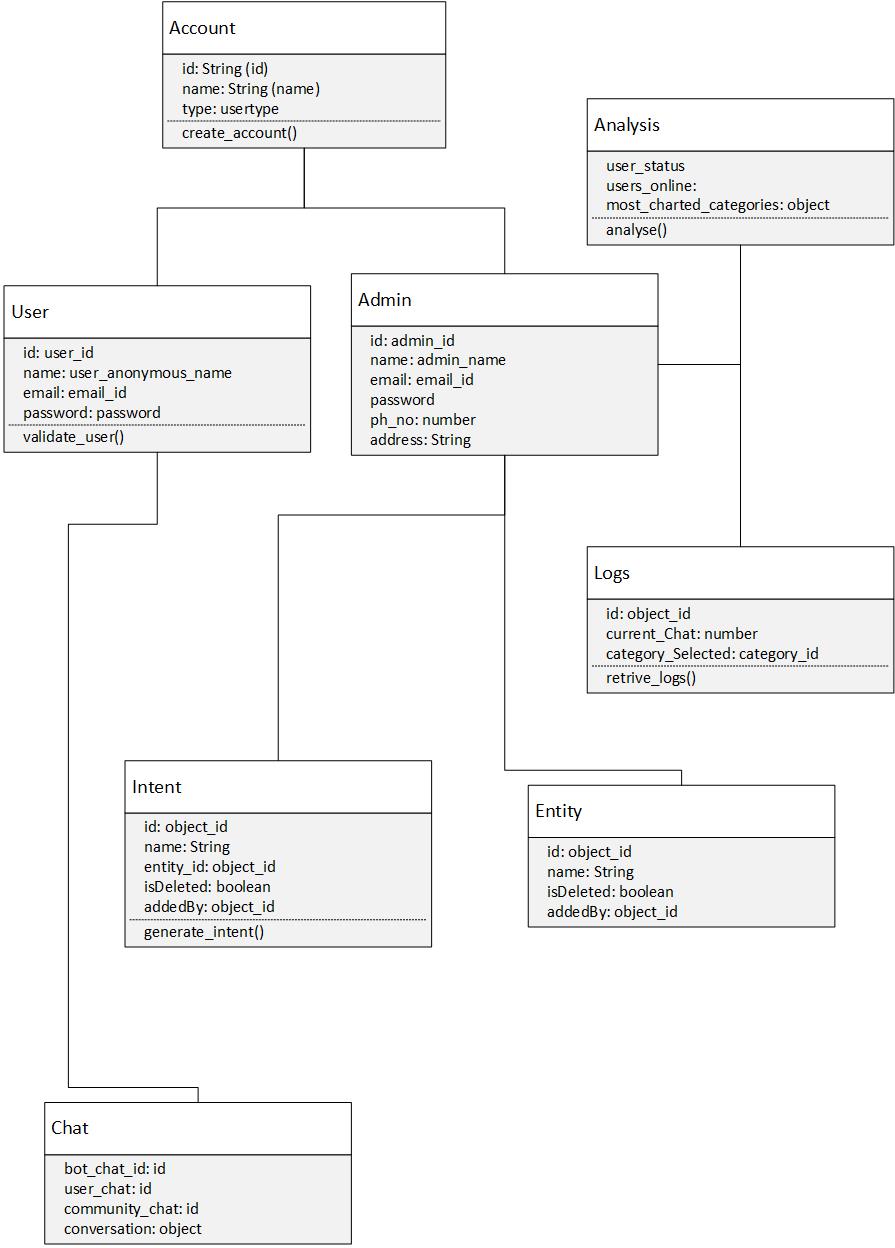 Account
id: String (id)
name: String (name)
type: usertype
create_account()
Analysis
user_status
users_online:
most_charted_categories: object
analyse()
User
id: user_id
name: user_anonymous_name
email: email_id
password: password
validate_user()
Admin
id: admin_id
name: admin_name
email: email_id
password
ph_no: number
address: String
Logs
id: object_id
current_Chat: number
category_Selected: category_id
retrive_logs()
Intent
id: object_id
name: String
entity_id: object_id
isDeleted: boolean
addedBy: object_id
generate_intent()
Entity
id: object_id
name: String
isDeleted: boolean
addedBy: object_id
Chat
bot_chat_id: id
user_chat: id
community_chat: id
conversation: object